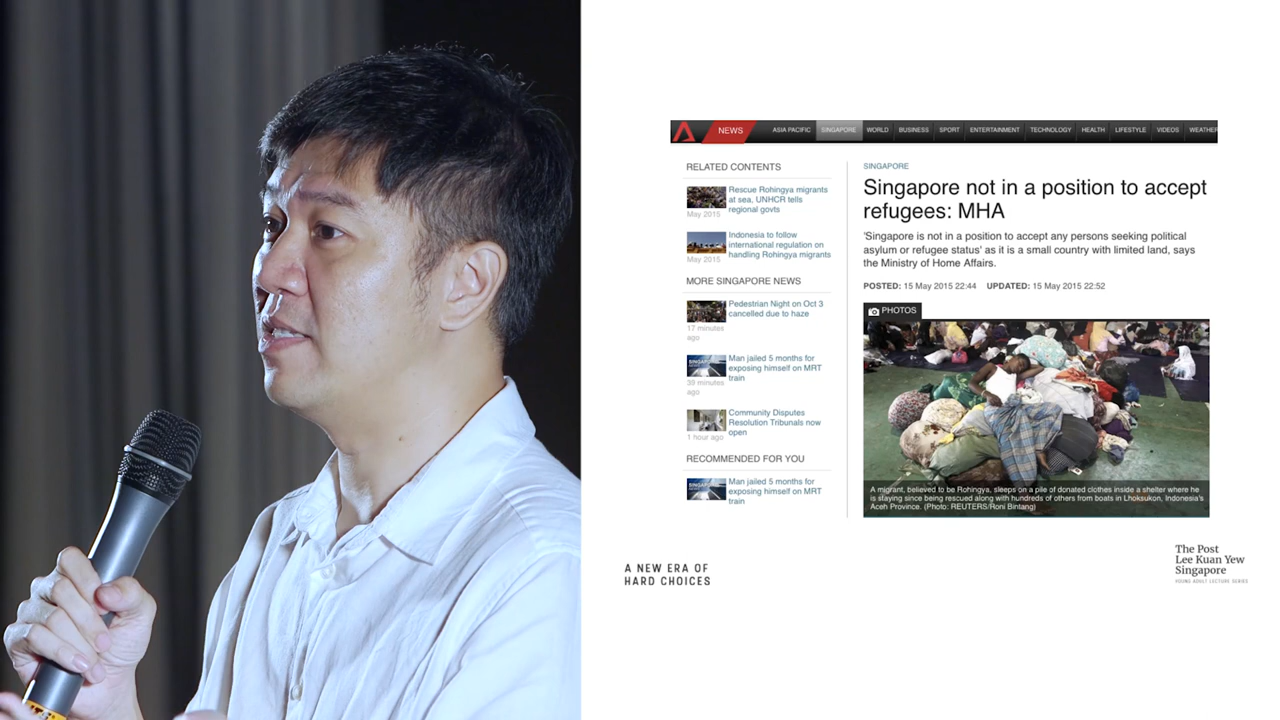 NEWS
ASIA PACIFIC SINGAPORE WORLD BUSINESS SPORT ENTERTAINMENT TECHNOLOGY HEALTH LIFESTYLE VIDEOS WEATHER
RELATED CONTENTS
Rescue Rohingya migrants
at sea, UNHCR tells
regional govts
May 2015
Indonesia to follow
international regulation on
handling Rohingya migrants
May 2015
MORE SINGAPORE NEWS
Pedestrian Night on Oct 3
cancelled due to haze
17 minutes
ago
Man jailed 5 months for
exposing himself on MRT
train
39 minutes
ago
Community Disputes
Resolution Tribunals now
open
1 hour ago
RECOMMENDED FOR YOU
Man jailed 5 months for
exposing himself on MRT
train
SINGAPORE
Singapore not in a position to accept
refugees: MHA
'Singapore is not in a position to accept any persons seeking political
asylum or refugee status' as it is a small country with limited land, says
the Ministry of Home Affairs.
POSTED: 15 May 2015 22:44 UPDATED: 15 May 2015 22:52
PHOTOS
A migrant, believed to be Rohingya, sleeps on a pile of donated clothes inside a shelter where he
is staying since being rescued along with hundreds of others from boats in Lhoksukon, Indonesia's
Aceh Province. (Photo: REUTERS/Roni Bintang)
A NEW ERA OF
HARD CHOICES
The Post
Lee Kuan Yew
Singapore
YOUNG ADULT LECTURE SERIES